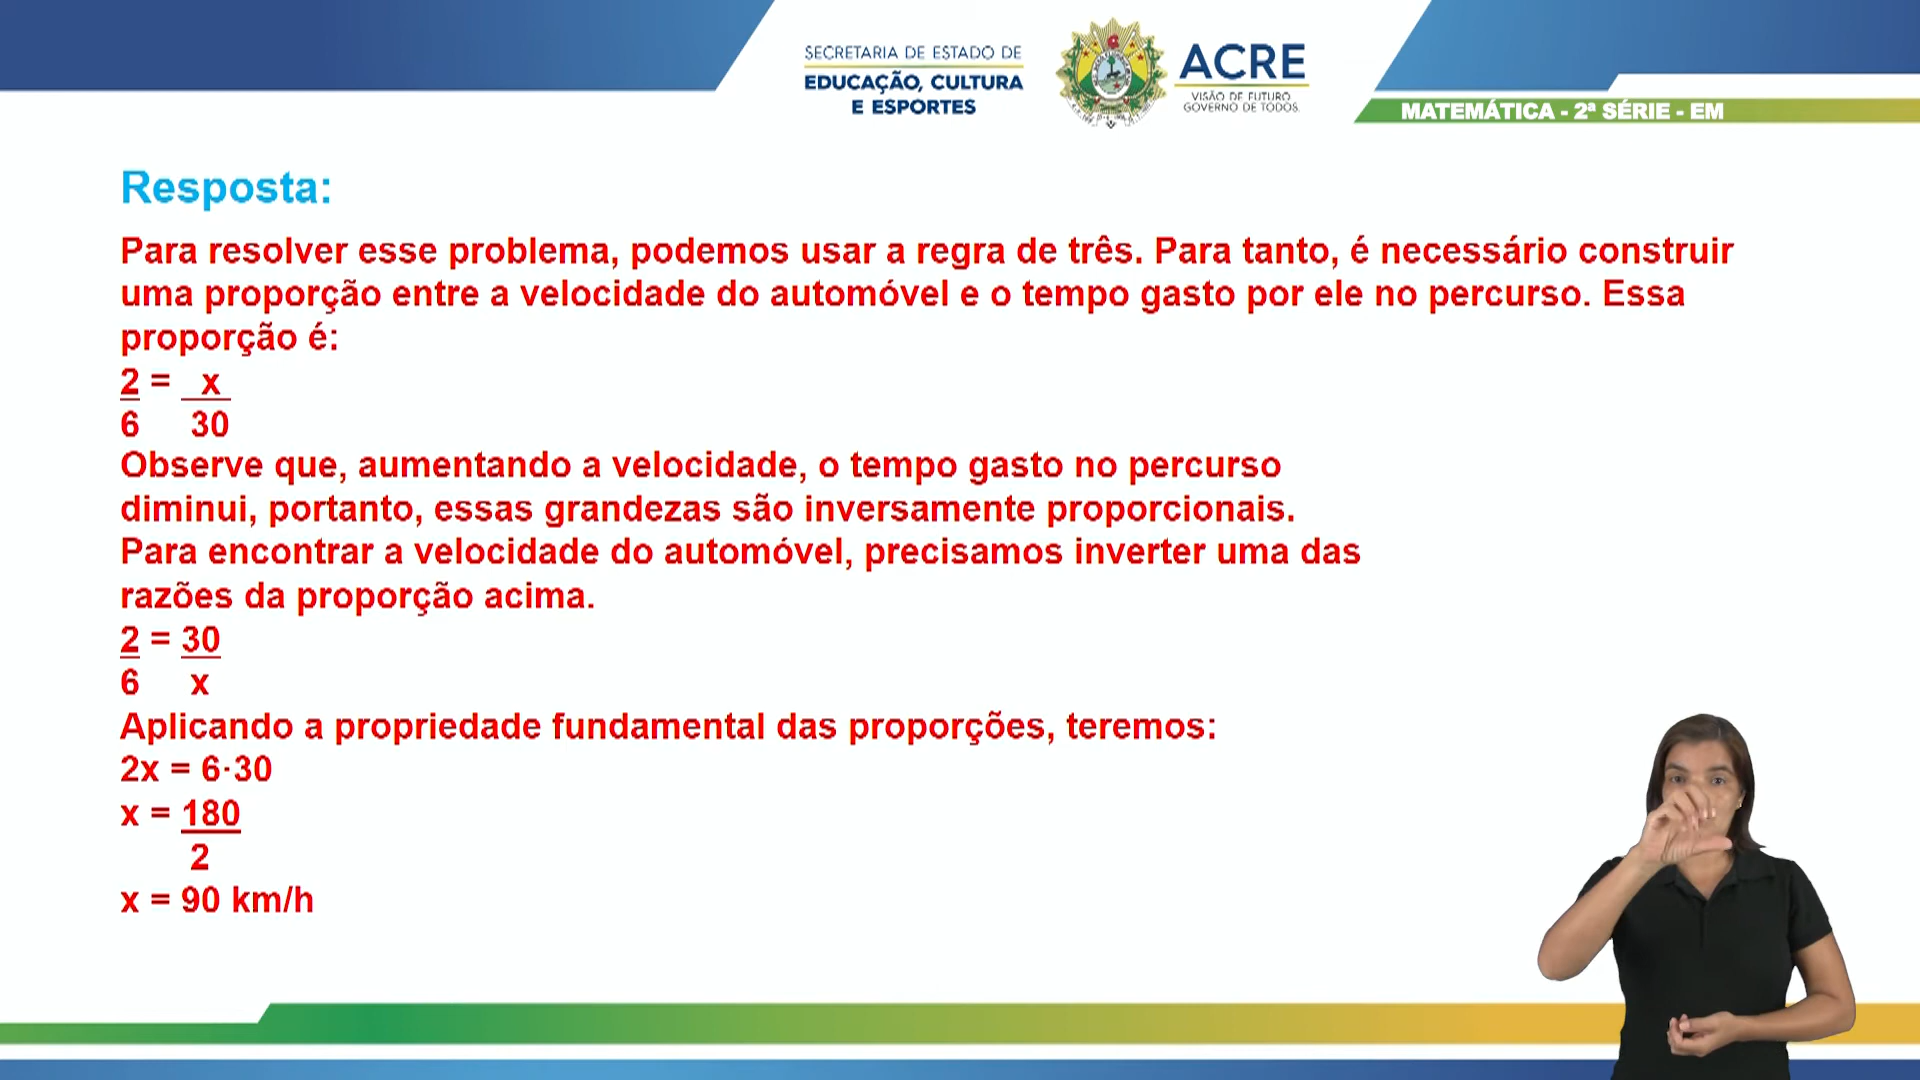 SECRETARIA DE ESTADO DE
EDUCAÇÃO, CULTURA
E ESPORTES
ACRE
VISÃO DE FUTURO
GOVERNO DE TODOS.
MATEMÁTICA - 2ª SÉRIE - EM
Resposta:
Para resolver esse problema, podemos usar a regra de três. Para tanto, é necessário construir
uma proporção entre a velocidade do automóvel e o tempo gasto por ele no percurso. Essa
proporção é:
2 = x
6 30
Observe que, aumentando a velocidade, o tempo gasto no percurso
diminui, portanto, essas grandezas são inversamente proporcionais.
Para encontrar a velocidade do automóvel, precisamos inverter uma das
razões da proporção acima.
2 = 30
6 x
Aplicando a propriedade fundamental das proporções, teremos:
2x = 6·30
x = 180
2
x = 90 km/h